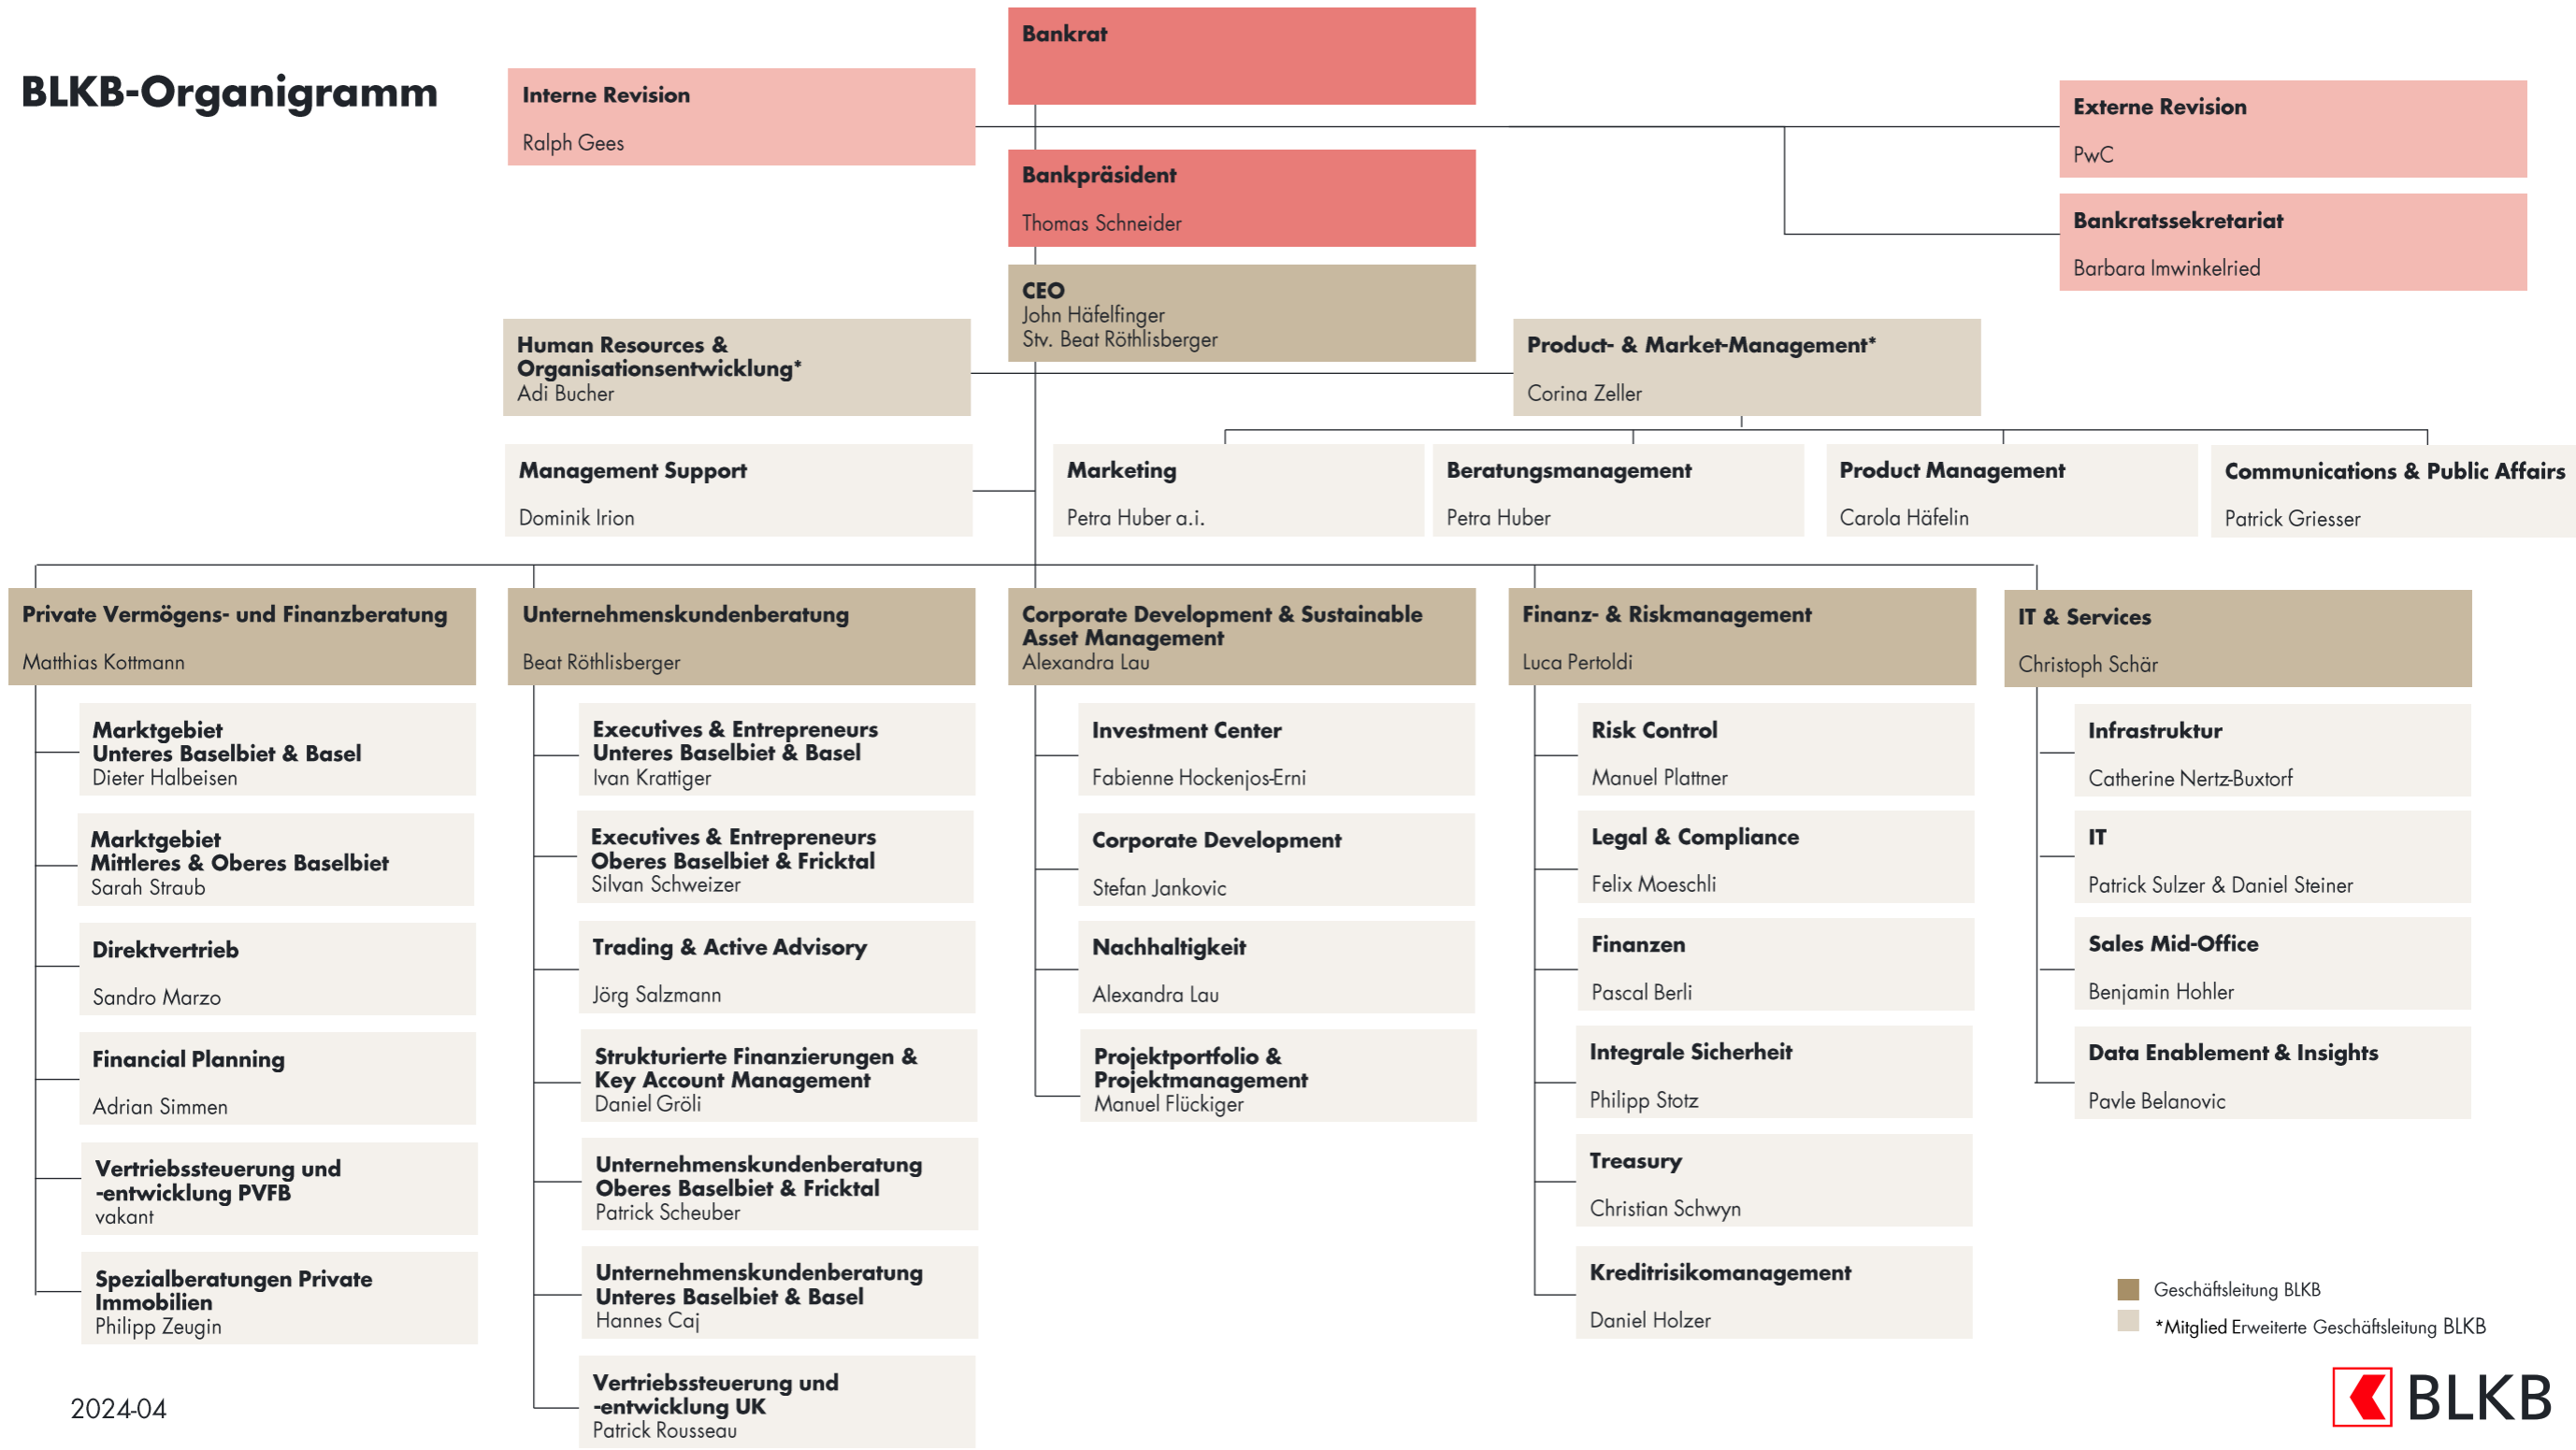 BLKB-Organigramm
Bankrat
Interne Revision
Ralph Gees
Externe Revision
PwC
Bankpräsident
Thomas Schneider
Bankratssekretariat
Barbara Imwinkelried
CEO
John Häfelfinger
Stv. Beat Röthlisberger
Human Resources &
Organisationsentwicklung*
Adi Bucher
Product- & Market-Management*
Corina Zeller
Management Support
Dominik Irion
Marketing
Petra Huber a.i.
Beratungsmanagement
Petra Huber
Product Management
Carola Häfelin
Communications & Public Affairs
Patrick Griesser
Private Vermögens- und Finanzberatung
Matthias Kottmann
Marktgebiet
Unteres Baselbiet & Basel
Dieter Halbeisen
Marktgebiet
Mittleres & Oberes Baselbiet
Sarah Straub
Direktvertrieb
Sandro Marzo
Financial Planning
Adrian Simmen
Vertriebssteuerung und
-entwicklung PVFB
vakant
Spezialberatungen Private
Immobilien
Philipp Zeugin
Unternehmenskundenberatung
Beat Röthlisberger
Executives & Entrepreneurs
Unteres Baselbiet & Basel
Ivan Krattiger
Executives & Entrepreneurs
Oberes Baselbiet & Fricktal
Silvan Schweizer
Trading & Active Advisory
Jörg Salzmann
Strukturierte Finanzierungen &
Key Account Management
Daniel Gröli
Unternehmenskundenberatung
Oberes Baselbiet & Fricktal
Patrick Scheuber
Unternehmenskundenberatung
Unteres Baselbiet & Basel
Hannes Caj
Vertriebssteuerung und
-entwicklung UK
Patrick Rousseau
Corporate Development & Sustainable
Asset Management
Alexandra Lau
Investment Center
Fabienne Hockenjos-Erni
Corporate Development
Stefan Jankovic
Nachhaltigkeit
Alexandra Lau
Projektportfolio &
Projektmanagement
Manuel Flückiger
Finanz- & Riskmanagement
Luca Pertoldi
Risk Control
Manuel Plattner
Legal & Compliance
Felix Moeschli
Finanzen
Pascal Berli
Integrale Sicherheit
Philipp Stotz
Treasury
Christian Schwyn
Kreditrisikomanagement
Daniel Holzer
IT & Services
Christoph Schär
Infrastruktur
Catherine Nertz-Buxtorf
IT
Patrick Sulzer & Daniel Steiner
Sales Mid-Office
Benjamin Hohler
Data Enablement & Insights
Pavle Belanovic
Geschäftsleitung BLKB
*Mitglied Erweiterte Geschäftsleitung BLKB
2024-04
BLKB